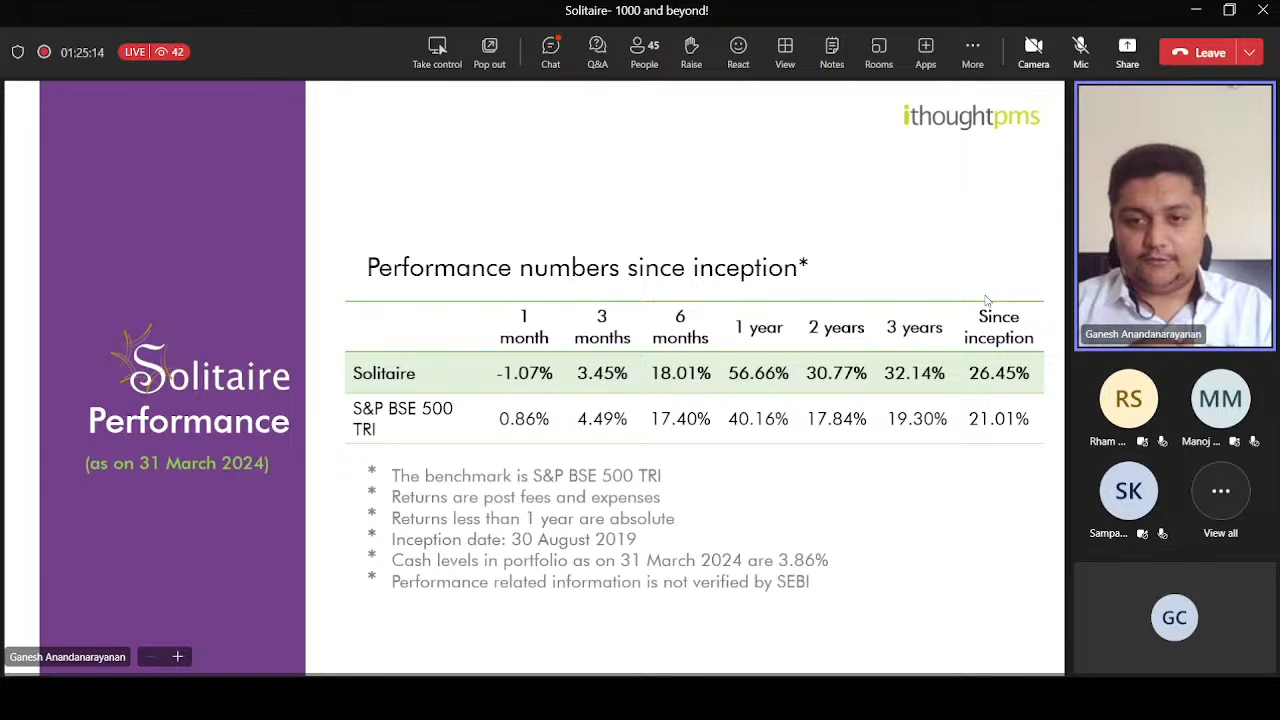 Solitaire- 1000 and beyond!
01:25:14
LIVE 42
Take control
Pop out
Chat
Q&A
45
People
Raise
React
View
Notes
Rooms
Apps
More
Camera
Mic
Share
Leave
ithoughtpms
Performance numbers since inception*
1 month 3 months 6 months 1 year 2 years 3 years Since inception
Solitaire -1.07% 3.45% 18.01% 56.66% 30.77% 32.14% 26.45%
S&P BSE 500 TRI 0.86% 4.49% 17.40% 40.16% 17.84% 19.30% 21.01%
* The benchmark is S&P BSE 500 TRI
* Returns are post fees and expenses
* Returns less than 1 year are absolute
* Inception date: 30 August 2019
* Cash levels in portfolio as on 31 March 2024 are 3.86%
* Performance related information is not verified by SEBI
Solitaire
Performance
(as on 31 March 2024)
Ganesh Anandanarayanan
Ganesh Anandanarayanan
RS
Rham ...
MM
Manoj ...
SK
Sampa...
View all
GC